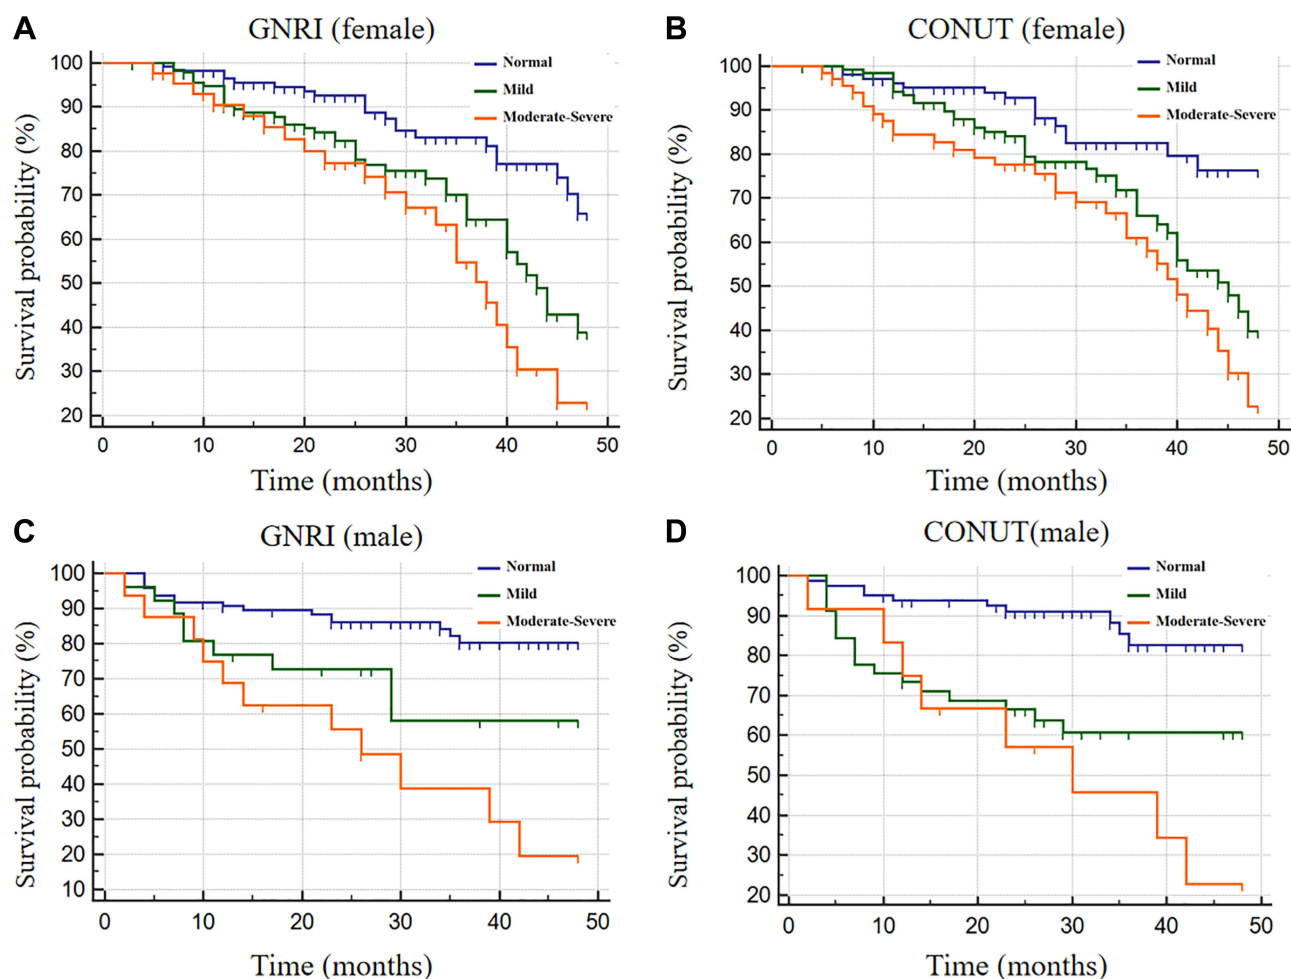 A
GNRI (female)
Normal
Mild
Moderate-Severe
Survival probability (%)
100
90
80
70
60
50
40
30
20
0 10 20 30 40 50
Time (months)
B
CONUT (female)
Normal
Mild
Moderate-Severe
Survival probability (%)
100
90
80
70
60
50
40
30
20
0 10 20 30 40 50
Time (months)
C
GNRI (male)
Normal
Mild
Moderate-Severe
Survival probability (%)
100
90
80
70
60
50
40
30
20
10
0 10 20 30 40 50
Time (months)
D
CONUT(male)
Normal
Mild
Moderate-Severe
Survival probability (%)
100
90
80
70
60
50
40
30
20
0 10 20 30 40 50
Time (months)